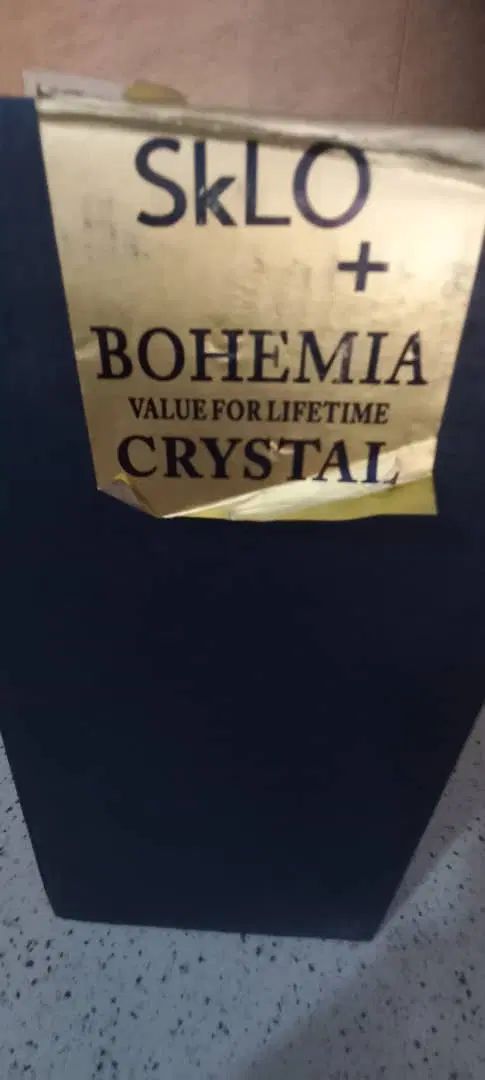 SkLO
+
BOHEMIA
VALUE FOR LIFETIME
CRYSTAL